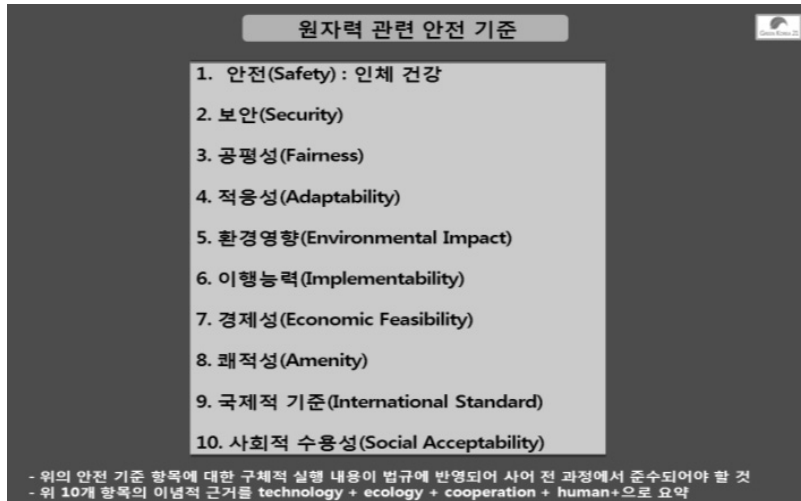 원자력 관련 안전 기준
Green Korea 21
1. 안전(Safety) : 인체 건강
2. 보안(Security)
3. 공평성(Fairness)
4. 적응성(Adaptability)
5. 환경영향(Environmental Impact)
6. 이행능력(Implementability)
7. 경제성(Economic Feasibility)
8. 쾌적성(Amenity)
9. 국제적 기준(International Standard)
10. 사회적 수용성(Social Acceptability)
- 위의 안전 기준 항목에 대한 구체적 실행 내용이 법규에 반영되어 사어 전 과정에서 준수되어야 할 것
- 위 10개 항목의 이념적 근거를 technology + ecology + cooperation + human+으로 요약